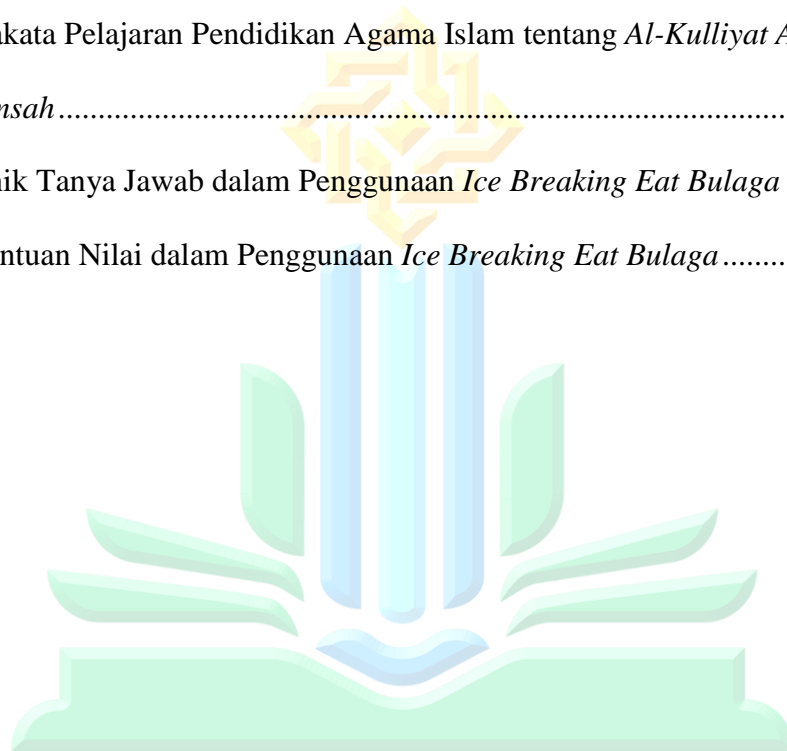 akata Pelajaran Pendidikan Agama Islam tentang Al-Kulliyat A
nsah..........................................................................................
nik Tanya Jawab dalam Penggunaan Ice Breaking Eat Bulaga
ntuan Nilai dalam Penggunaan Ice Breaking Eat Bulaga.........